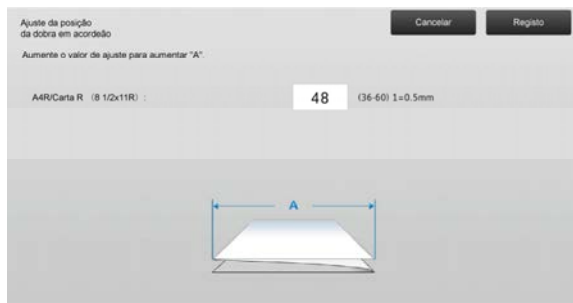 Ajuste da posição
da dobra em acordeão
Cancelar
Registo
Aumente o valor de ajuste para aumentar "A".
A4R/Carta R (8 1/2x11R) : 48 (36-60) 1=0.5mm
A